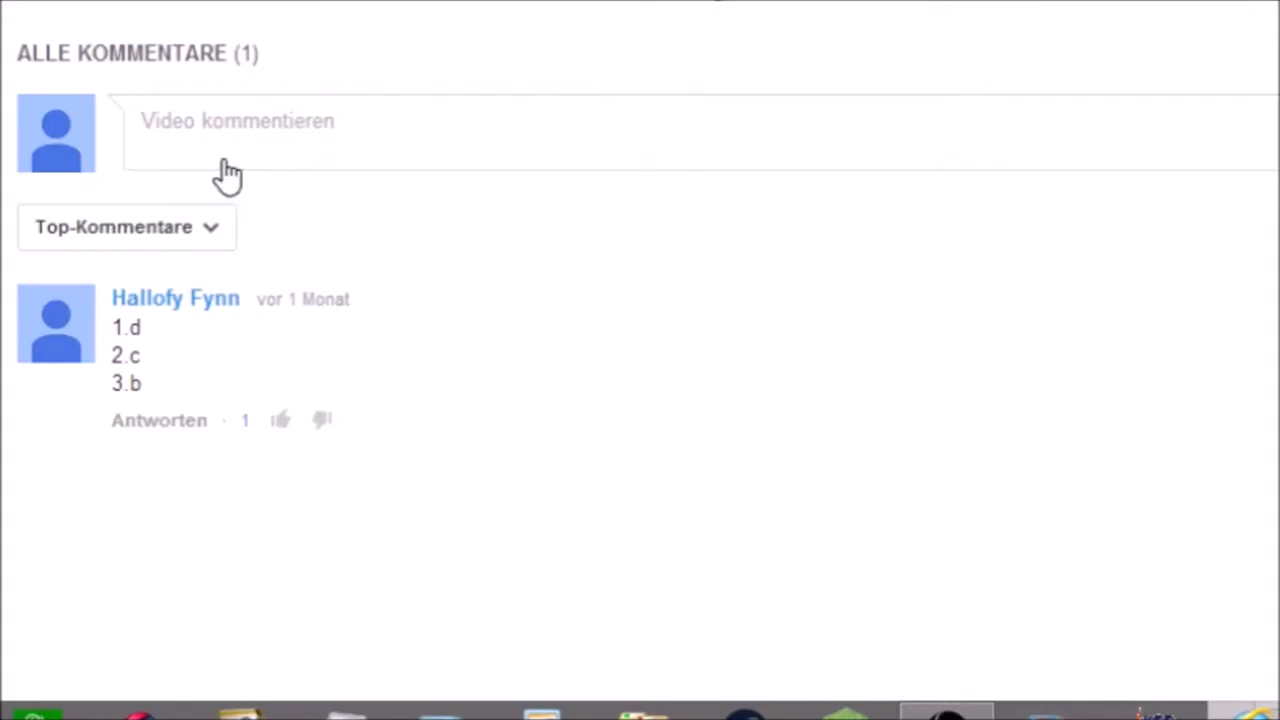 ALLE KOMMENTARE (1)
Video kommentieren
Top-Kommentare
Hallofy Fynn vor 1 Monat
1.d
2.c
3.b
Antworten · 1